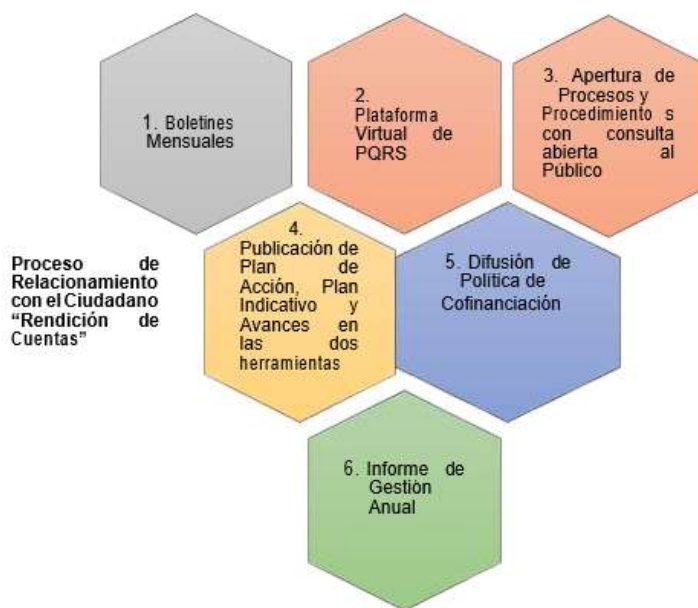 1. Boletines
Mensuales
2.
Plataforma
Virtual de
PQRS
3. Apertura de
Procesos y
Procedimiento s
con consulta
abierta al
Público
4.
Publicación de
Plan de
Acción, Plan
Indicativo y
Avances en
las dos
herramientas
5. Difusión de
Política de
Cofinanciación
Proceso de
Relacionamiento
con el Ciudadano
“Rendición de
Cuentas”
6. Informe de
Gestión
Anual